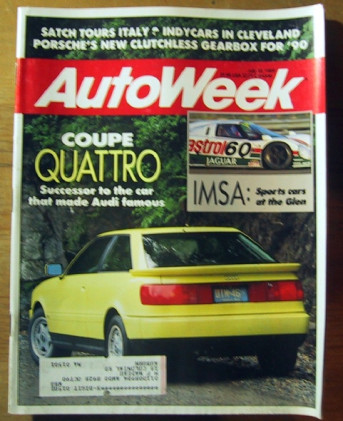 SATCH TOURS ITALY * INDYCARS IN CLEVELAND
PORSCHE'S NEW CLUTCHLESS GEARBOX FOR '90
AutoWeek
COUPE
QUATTRO
Successor to the car
that made Audi famous
astrol 60
JAGUAR
IMSA: Sports cars
at the Glen